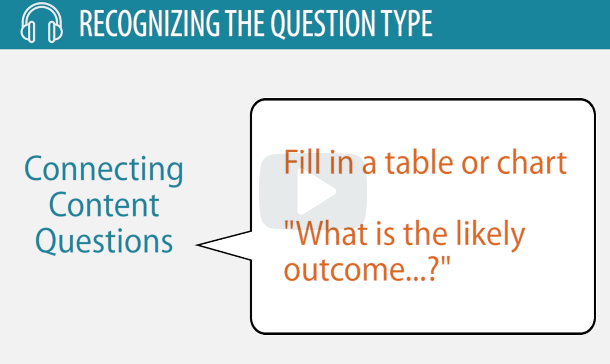 RECOGNIZING THE QUESTION TYPE
Connecting
Content
Questions
Fill in a table or chart
"What is the likely
outcome...?"